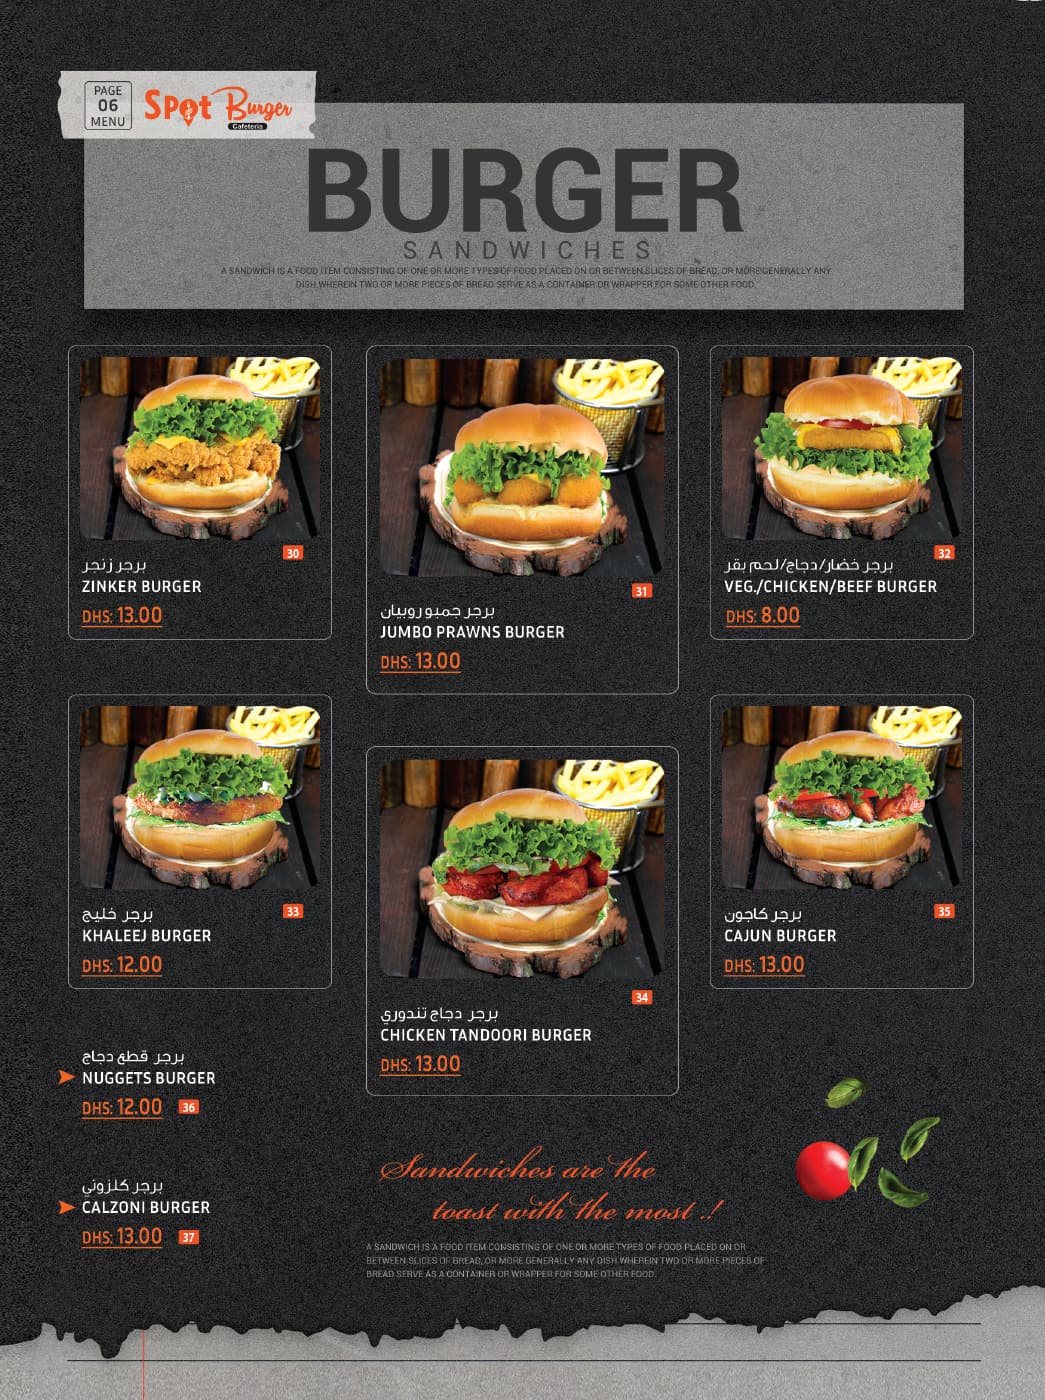 PAGE
06
MENU
Spot Burger
Cafeteria
BURGER
SANDWICHES
A SANDWICH IS A FOOD ITEM CONSISTING OF ONE OR MORE TYPES OF FOOD PLACED ON OR BETWEEN SLICES OF BREAD, OR MORE GENERALLY ANY
DISH WHEREIN TWO OR MORE PIECES OF BREAD SERVE AS A CONTAINER OR WRAPPER FOR SOME OTHER FOOD.
30
برجر زنجر
ZINKER BURGER
DHS: 13.00
31
برجر جمبو روبيان
JUMBO PRAWNS BURGER
DHS: 13.00
32
برجر خضار/دجاج/لحم بقر
VEG./CHICKEN/BEEF BURGER
DHS: 8.00
33
برجر خليج
KHALEEJ BURGER
DHS: 12.00
34
برجر دجاج تندوري
CHICKEN TANDOORI BURGER
DHS: 13.00
35
برجر كاجون
CAJUN BURGER
DHS: 13.00
برجر قطع دجاج
NUGGETS BURGER
DHS: 12.00 36
برجر كلزوني
CALZONI BURGER
DHS: 13.00 37
Sandwiches are the
toast with the most .!
A SANDWICH IS A FOOD ITEM CONSISTING OF ONE OR MORE TYPES OF FOOD PLACED ON OR
BETWEEN SLICES OF BREAD, OR MORE GENERALLY ANY DISH WHEREIN TWO OR MORE PIECES OF
BREAD SERVE AS A CONTAINER OR WRAPPER FOR SOME OTHER FOOD.